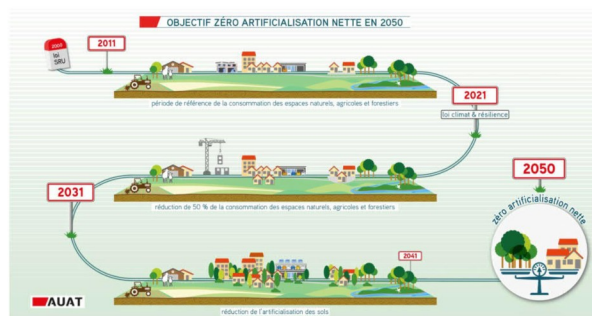 OBJECTIF ZÉRO ARTIFICIALISATION NETTE EN 2050
2000
loi
SRU
2011
période de référence de la consommation des espaces naturels, agricoles et forestiers
2021
loi climat & résilience
2031
réduction de 50 % de la consommation des espaces naturels, agricoles et forestiers
2050
zéro artificialisation nette
2041
réduction de l'artificialisation des sols
AUAT